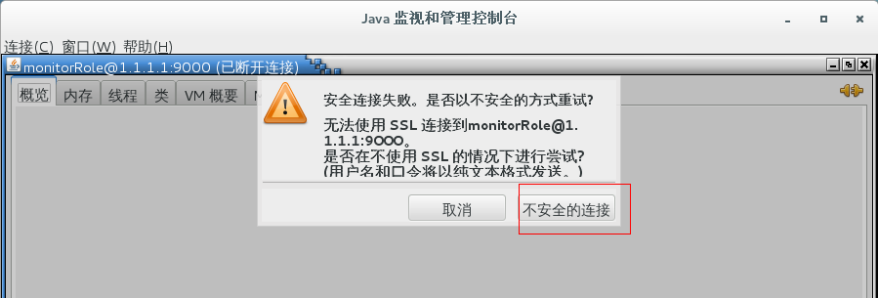 Java 监视和管理控制台
连接(C) 窗口(W) 帮助(H)
monitorRole@1.1.1.1:9000 (已断开连接)
概览 内存 线程 类 VM 概要
安全连接失败。是否以不安全的方式重试?
无法使用 SSL 连接到monitorRole@1.
1.1.1:9000。
是否在不使用 SSL 的情况下进行尝试?
(用户名和口令将以纯文本格式发送。)
取消 不安全的连接